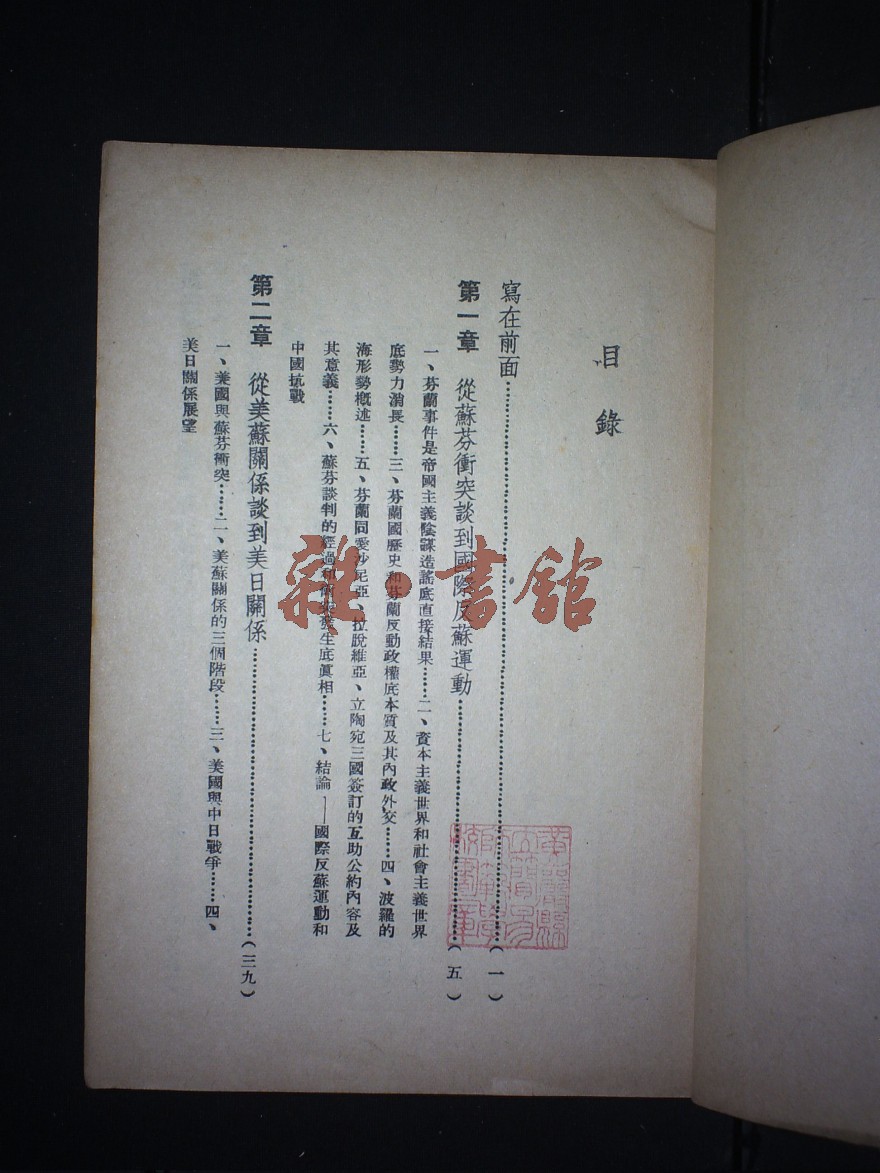 目錄
寫在前面……(一)
第一章 從蘇芬衝突談到國際反蘇運動……(五)
一、芬蘭事件是帝國主義陰謀造謠底直接結果……二、資本主義世界和社會主義世界
底勢力消長……三、芬蘭國歷史和芬蘭反動政權底本質及其內政外交……四、波羅的
海形勢概述……五、芬蘭同愛沙尼亞、拉脫維亞、立陶宛三國簽訂的互助公約內容及
其意義……六、蘇芬談判的經過和衝突發生底眞相……七、結論——國際反蘇運動和
中國抗戰
第二章 從美蘇關係談到美日關係……(三九)
一、美國與蘇芬衝突……二、美蘇關係的三個階段……三、美國與中日戰爭……四、
美日關係展望
雜·書館